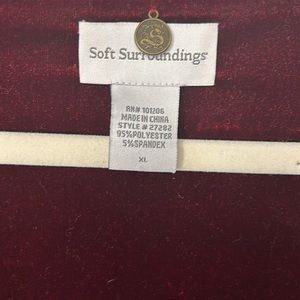 S
Soft Surroundings®
RN# 101206
MADE IN CHINA
STYLE # 27282
95%POLYESTER
5%SPANDEX
XL